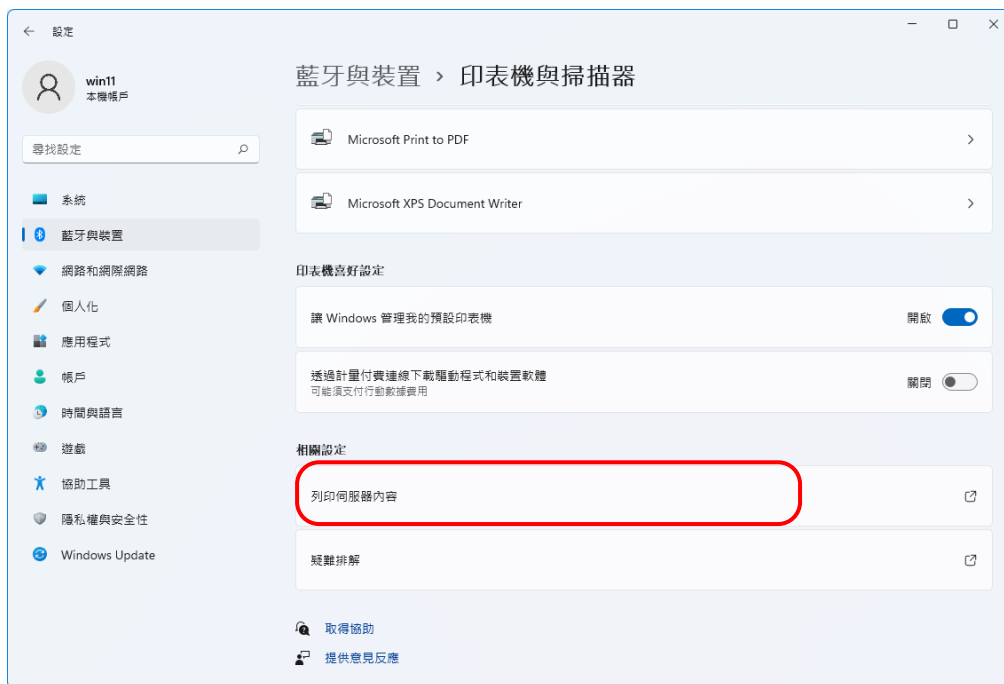 設定
win11
本機帳戶
尋找設定
系統
藍牙與裝置
網路和網際網路
個人化
應用程式
帳戶
時間與語言
遊戲
協助工具
隱私權與安全性
Windows Update
藍牙與裝置 › 印表機與掃描器
Microsoft Print to PDF
Microsoft XPS Document Writer
印表機喜好設定
讓 Windows 管理我的預設印表機
開啟
透過計量付費連線下載驅動程式和裝置軟體
可能須支付行動數據費用
關閉
相關設定
列印伺服器內容
疑難排解
取得協助
提供意見反應